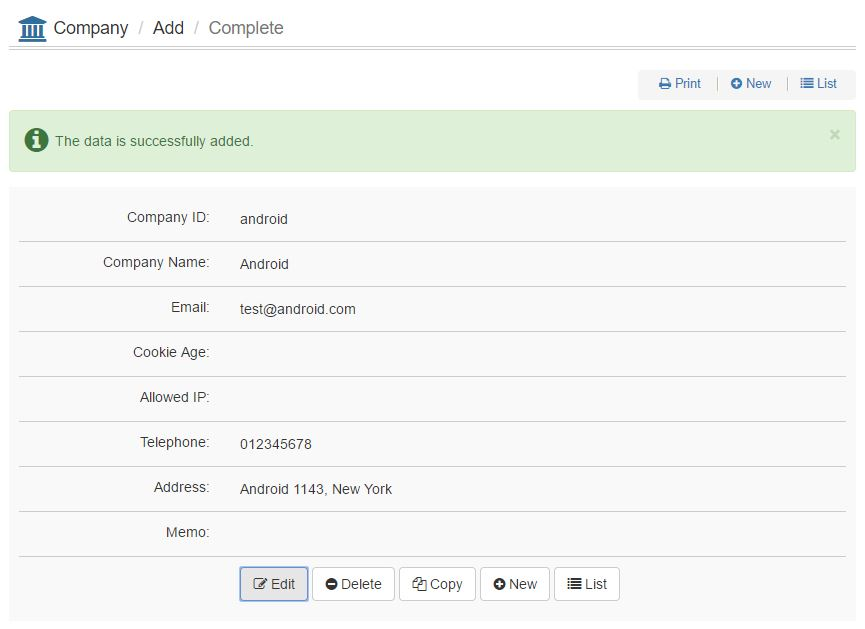 Company / Add / Complete
Print | New | List
The data is successfully added. ×
Company ID: android
Company Name: Android
Email: test@android.com
Cookie Age:
Allowed IP:
Telephone: 012345678
Address: Android 1143, New York
Memo:
Edit Delete Copy New List